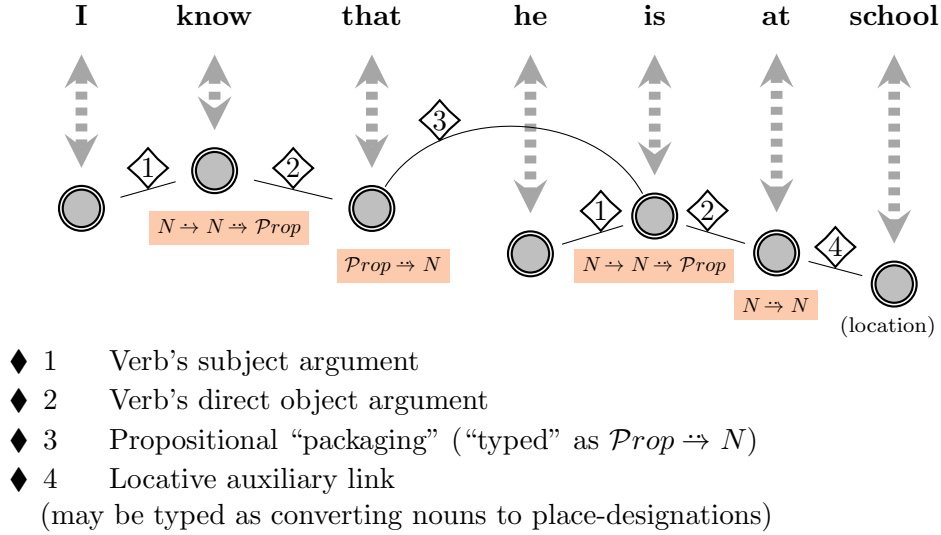 I know that he is at school
3
1 2
1 2
4
N → N ⇢ Prop
Prop ⇢ N
N → N ⇢ Prop
N ⇢ N
(location)
♦ 1 Verb's subject argument
♦ 2 Verb's direct object argument
♦ 3 Propositional “packaging” (“typed” as Prop ⇢ N)
♦ 4 Locative auxiliary link
(may be typed as converting nouns to place-designations)